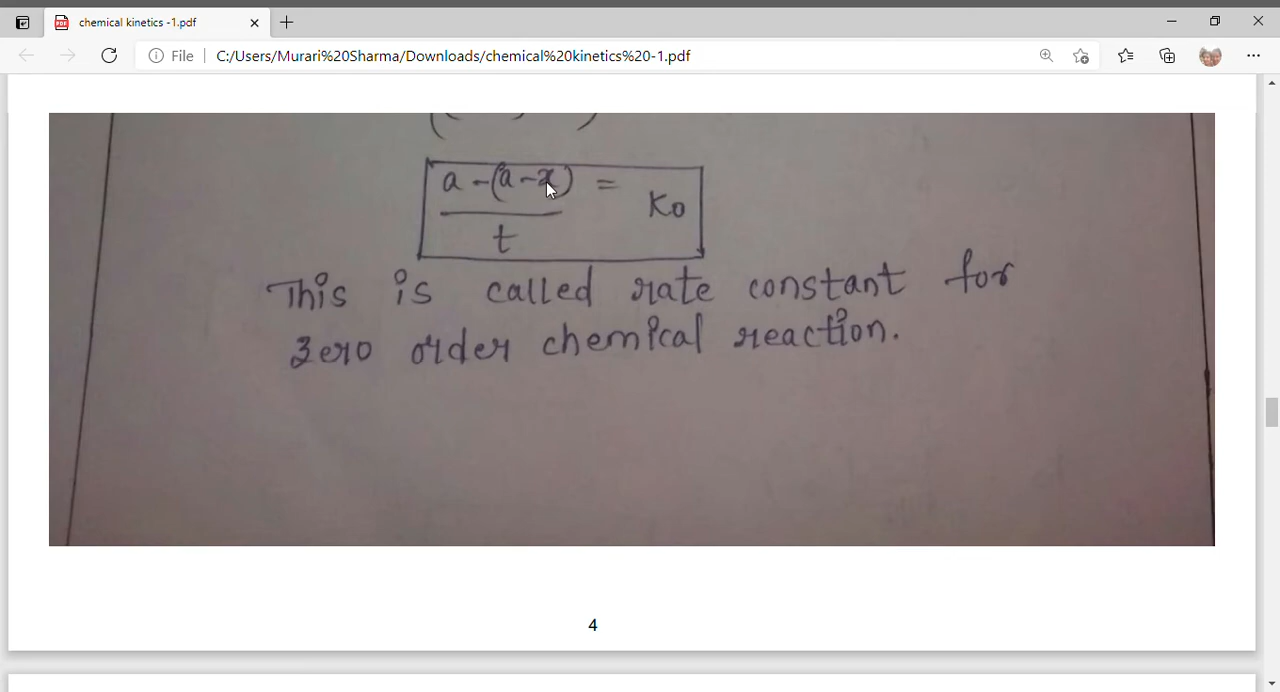 chemical kinetics -1.pdf
File | C:/Users/Murari%20Sharma/Downloads/chemical%20kinetics%20-1.pdf
a-(a-x) = K0
t
This is called rate constant for
zero order chemical reaction.
4